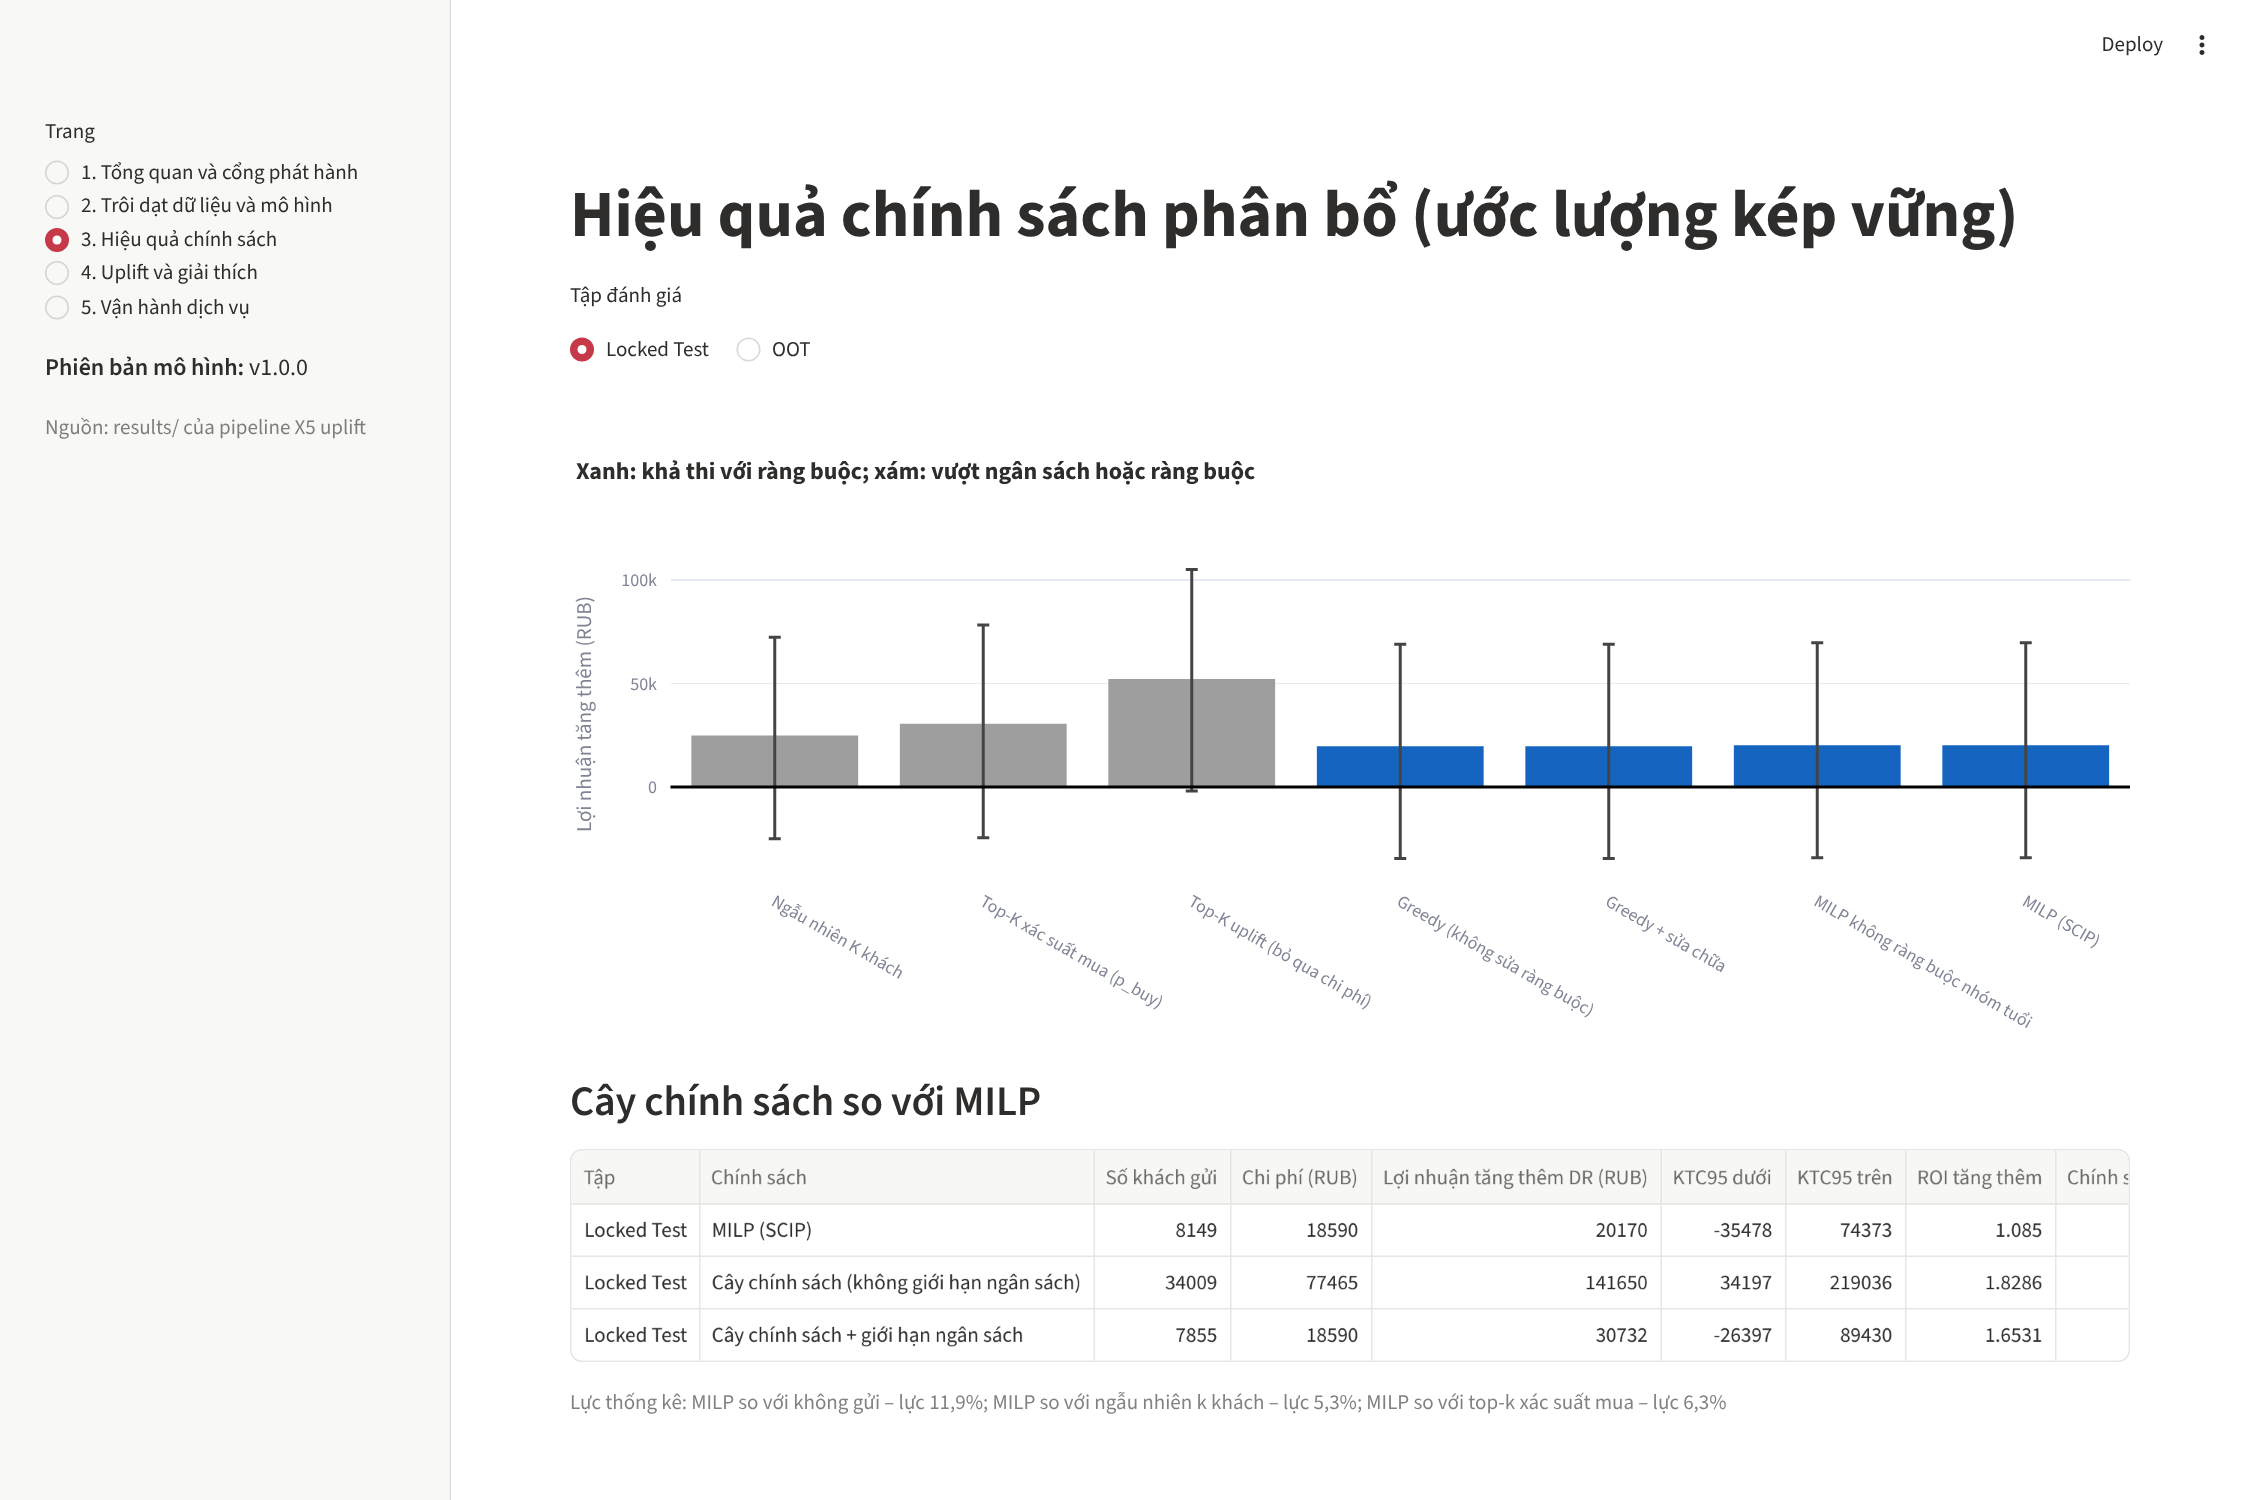 Deploy
Trang
1. Tổng quan và cổng phát hành
2. Trôi dạt dữ liệu và mô hình
3. Hiệu quả chính sách
4. Uplift và giải thích
5. Vận hành dịch vụ
Phiên bản mô hình: v1.0.0
Nguồn: results/ của pipeline X5 uplift
Hiệu quả chính sách phân bổ (ước lượng kép vững)
Tập đánh giá
Locked Test OOT
Xanh: khả thi với ràng buộc; xám: vượt ngân sách hoặc ràng buộc
Lợi nhuận tăng thêm (RUB)
100k
50k
0
Ngẫu nhiên K khách
Top-K xác suất mua (p_buy)
Top-K uplift (bỏ qua chi phí)
Greedy (không sửa ràng buộc)
Greedy + sửa chữa
MILP không ràng buộc nhóm tuổi
MILP (SCIP)
Cây chính sách so với MILP
Tập Chính sách Số khách gửi Chi phí (RUB) Lợi nhuận tăng thêm DR (RUB) KTC95 dưới KTC95 trên ROI tăng thêm Chính s
Locked Test MILP (SCIP) 8149 18590 20170 -35478 74373 1.085
Locked Test Cây chính sách (không giới hạn ngân sách) 34009 77465 141650 34197 219036 1.8286
Locked Test Cây chính sách + giới hạn ngân sách 7855 18590 30732 -26397 89430 1.6531
Lực thống kê: MILP so với không gửi – lực 11,9%; MILP so với ngẫu nhiên k khách – lực 5,3%; MILP so với top-k xác suất mua – lực 6,3%